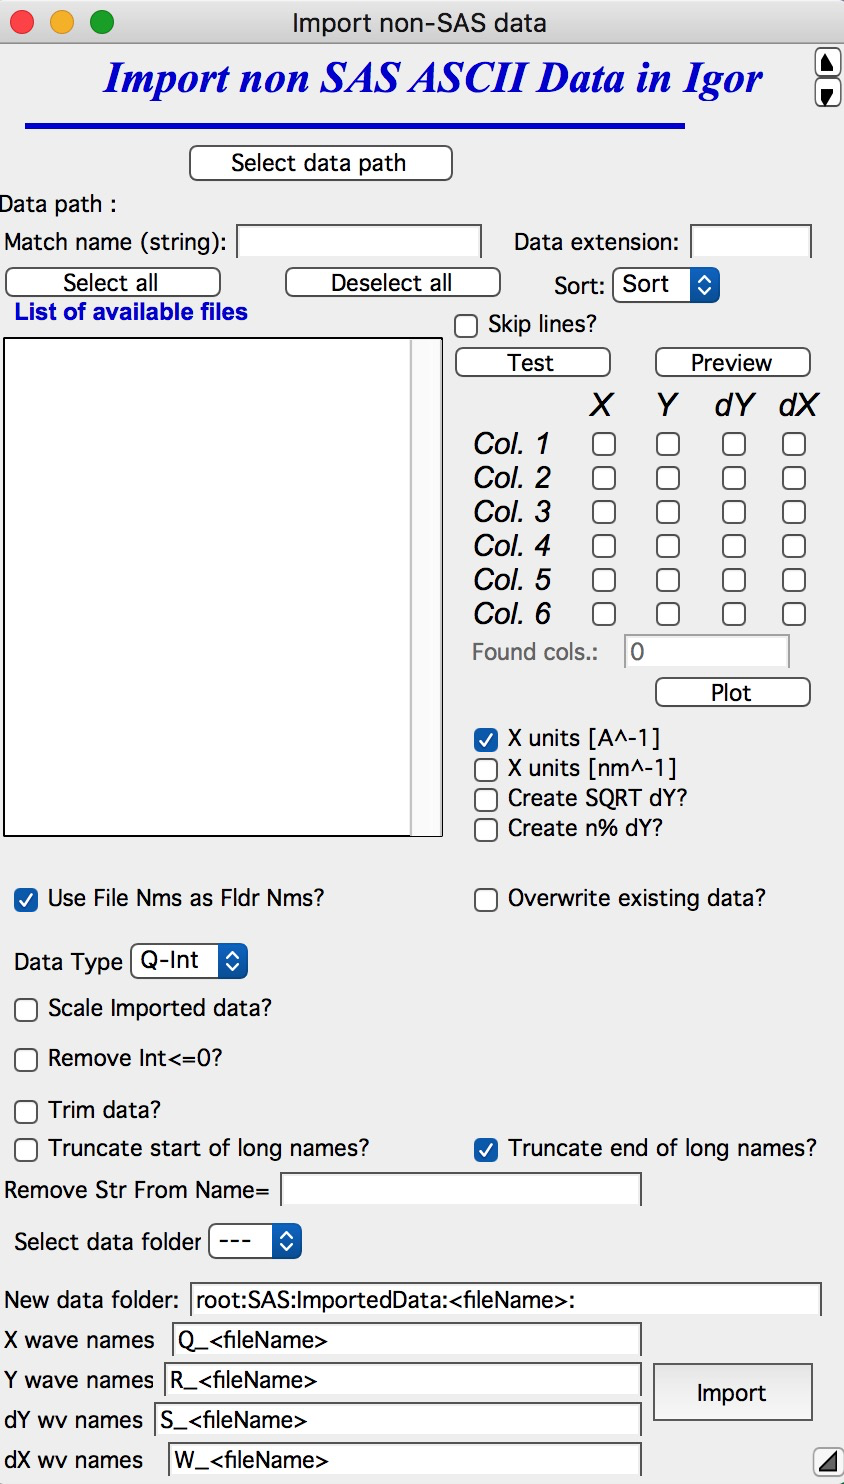 Import non-SAS data
Import non SAS ASCII Data in Igor
Select data path
Data path :
Match name (string): Data extension:
Select all Deselect all Sort: Sort
List of available files
Skip lines?
Test Preview
X Y dY dX
Col. 1
Col. 2
Col. 3
Col. 4
Col. 5
Col. 6
Found cols.: 0
Plot
X units [A^-1]
X units [nm^-1]
Create SQRT dY?
Create n% dY?
Use File Nms as Fldr Nms? Overwrite existing data?
Data Type Q-Int
Scale Imported data?
Remove Int<=0?
Trim data?
Truncate start of long names? Truncate end of long names?
Remove Str From Name=
Select data folder ---
New data folder: root:SAS:ImportedData:<fileName>:
X wave names Q_<fileName>
Y wave names R_<fileName>
Import
dY wv names S_<fileName>
dX wv names W_<fileName>